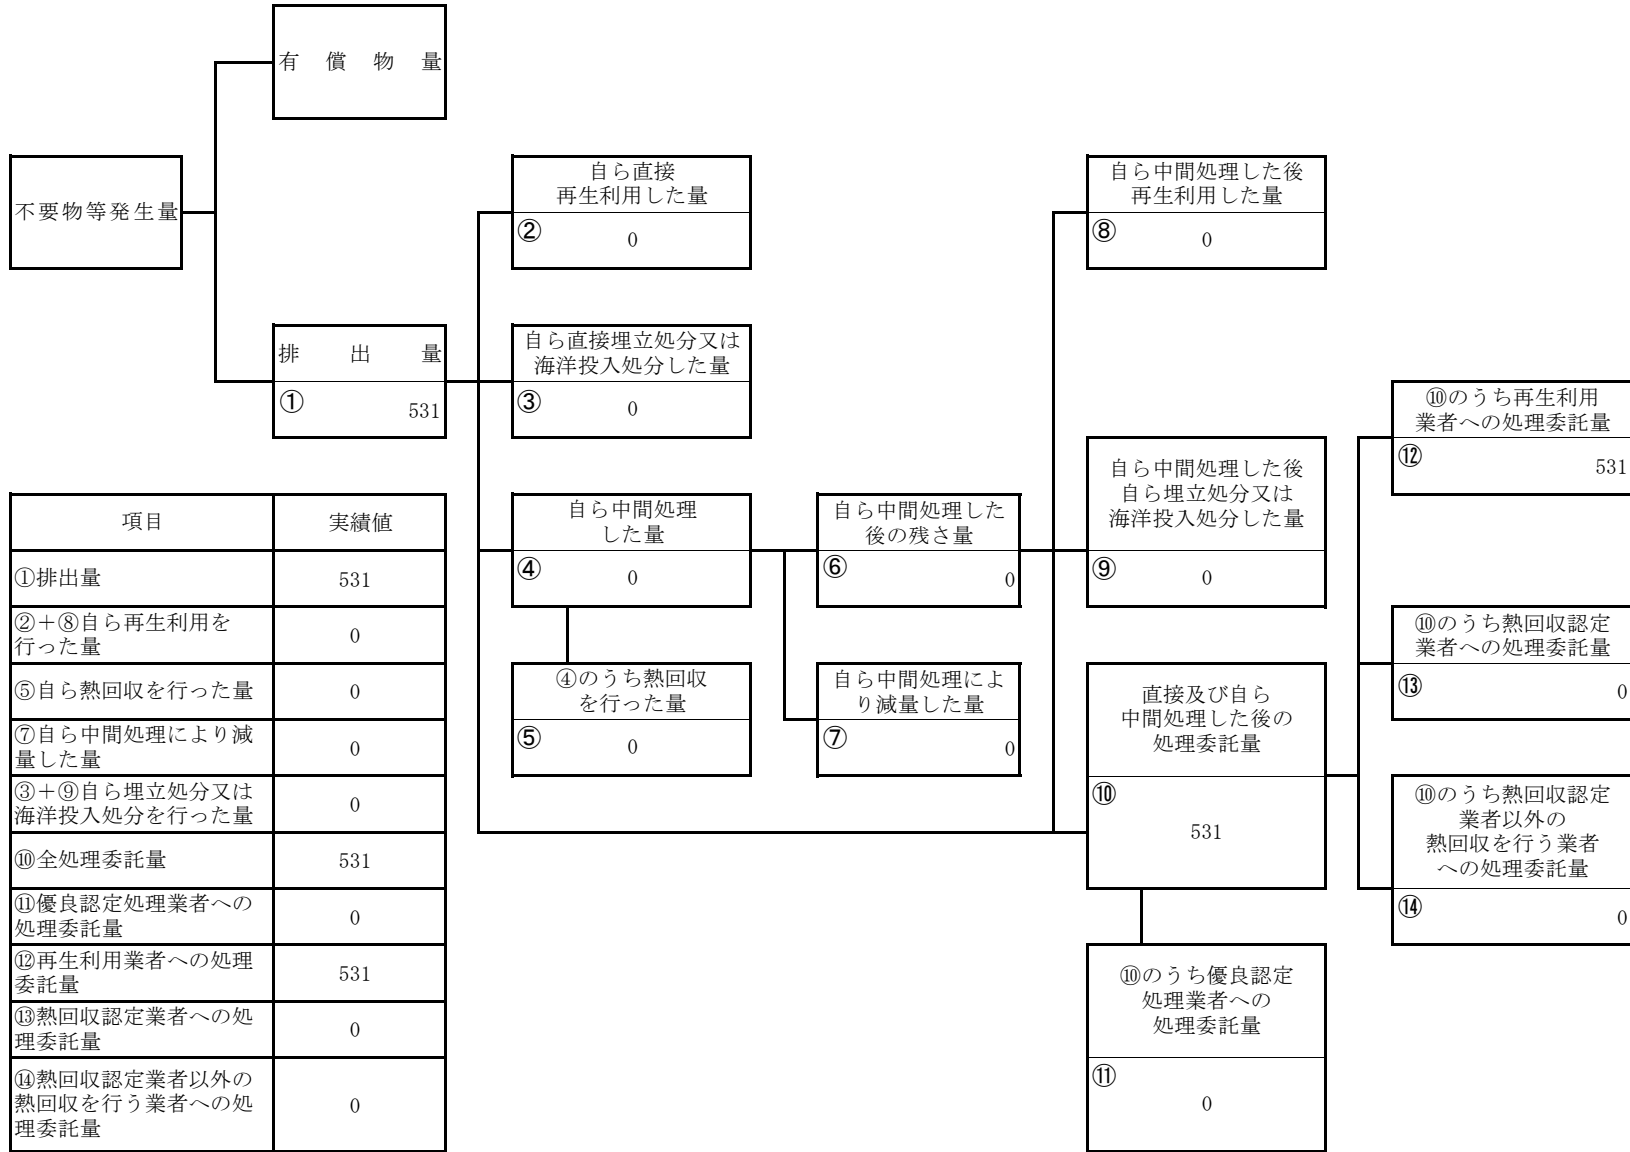 有償物量
不要物等発生量
排出量
①
531
自ら直接
再生利用した量
②
0
自ら直接埋立処分又は
海洋投入処分した量
③
0
自ら中間処理
した量
④
0
④のうち熱回収
を行った量
⑤
0
自ら中間処理した
後の残さ量
⑥
0
自ら中間処理によ
り減量した量
⑦
0
自ら中間処理した後
再生利用した量
⑧
0
自ら中間処理した後
自ら埋立処分又は
海洋投入処分した量
⑨
0
直接及び自ら
中間処理した後の
処理委託量
⑩
531
⑩のうち優良認定
処理業者への
処理委託量
⑪
0
⑩のうち再生利用
業者への処理委託量
⑫
531
⑩のうち熱回収認定
業者への処理委託量
⑬
0
⑩のうち熱回収認定
業者以外の
熱回収を行う業者
への処理委託量
⑭
0
項目 実績値
①排出量 531
②＋⑧自ら再生利用を
行った量 0
⑤自ら熱回収を行った量 0
⑦自ら中間処理により減
量した量 0
③＋⑨自ら埋立処分又は
海洋投入処分を行った量 0
⑩全処理委託量 531
⑪優良認定処理業者への
処理委託量 0
⑫再生利用業者への処理
委託量 531
⑬熱回収認定業者への処
理委託量 0
⑭熱回収認定業者以外の
熱回収を行う業者への処
理委託量 0